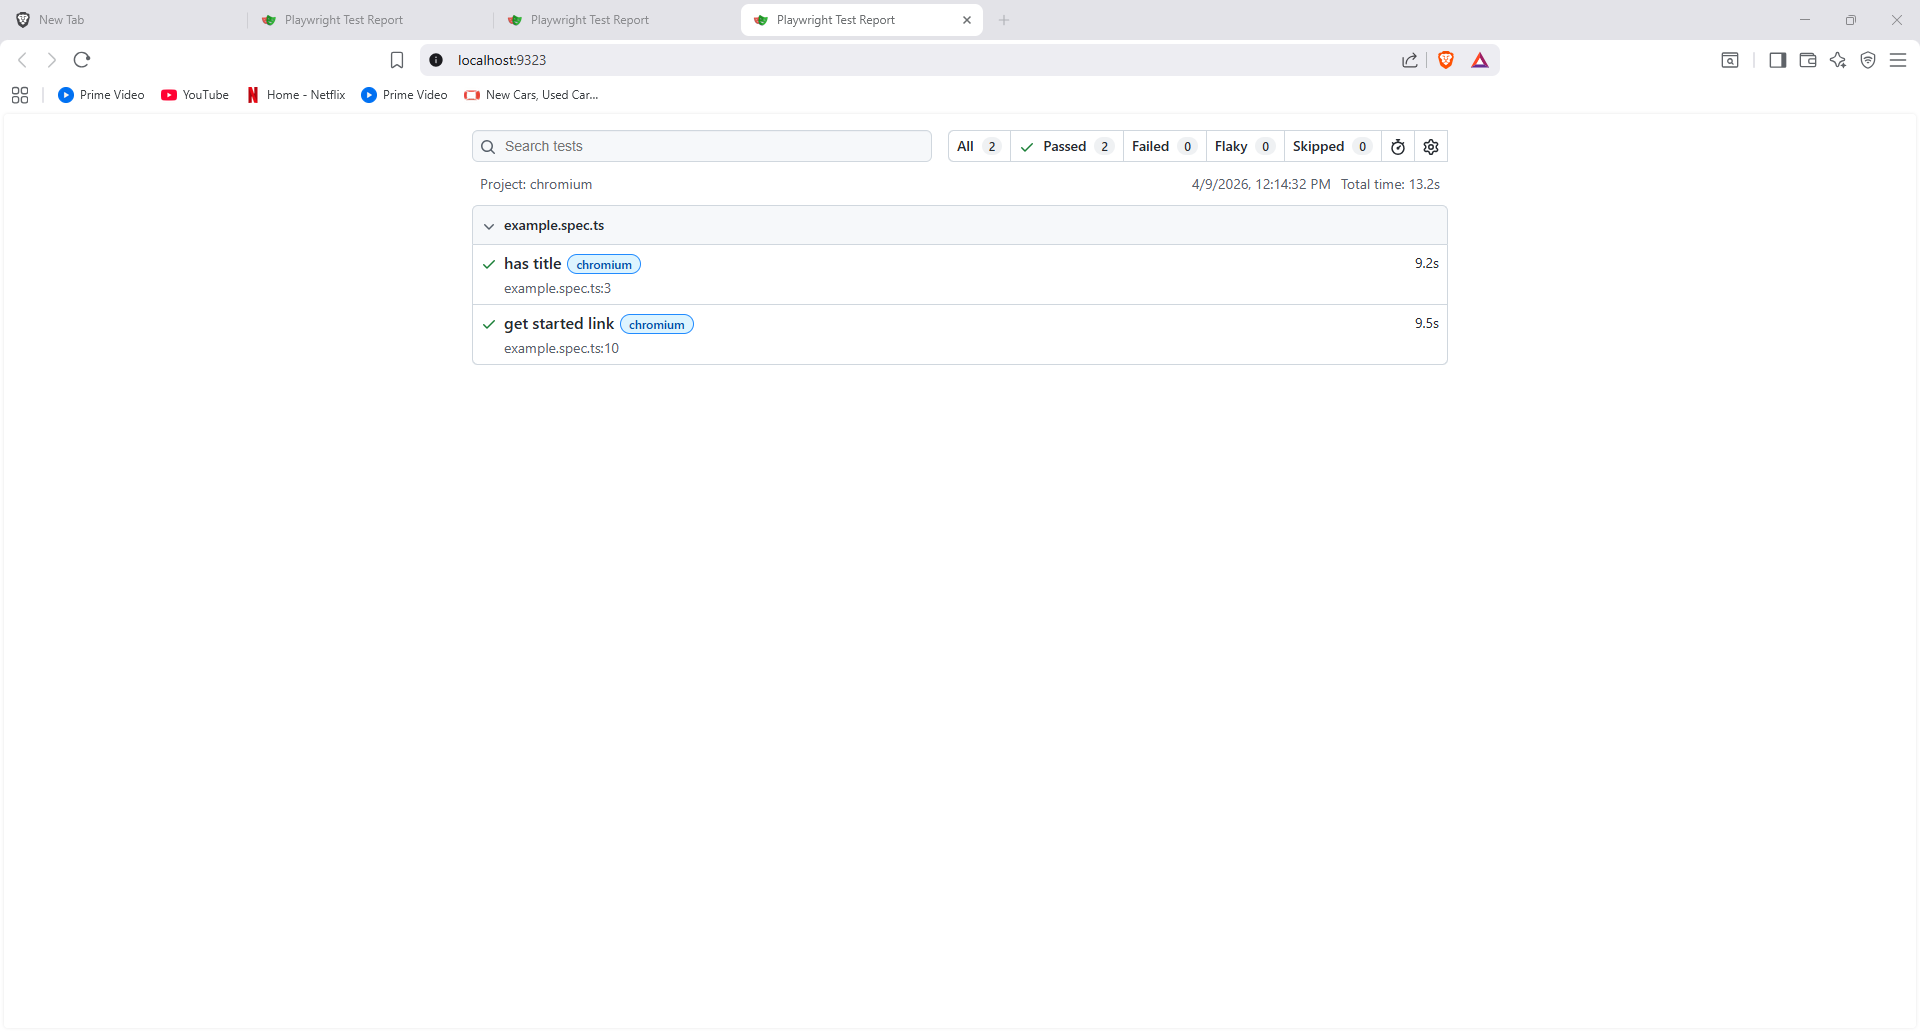 New Tab
Playwright Test Report
Playwright Test Report
Playwright Test Report
localhost:9323
Prime Video
YouTube
Home - Netflix
Prime Video
New Cars, Used Car...
Search tests
All 2
Passed 2
Failed 0
Flaky 0
Skipped 0
Project: chromium
4/9/2026, 12:14:32 PM Total time: 13.2s
example.spec.ts
has title chromium 9.2s
example.spec.ts:3
get started link chromium 9.5s
example.spec.ts:10